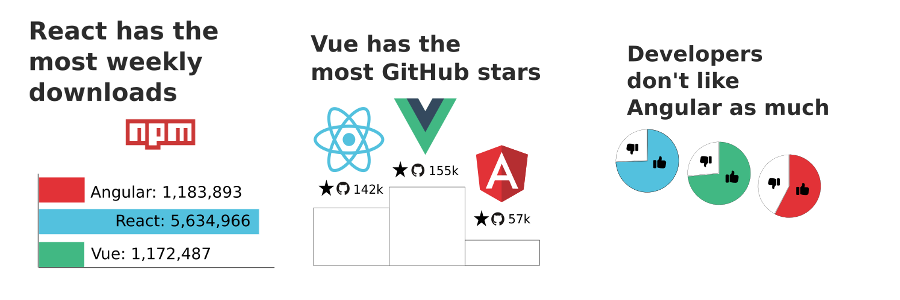 React has the
most weekly
downloads
npm
Angular: 1,183,893
React: 5,634,966
Vue: 1,172,487
Vue has the
most GitHub stars
142k
155k
A
57k
Developers
don't like
Angular as much